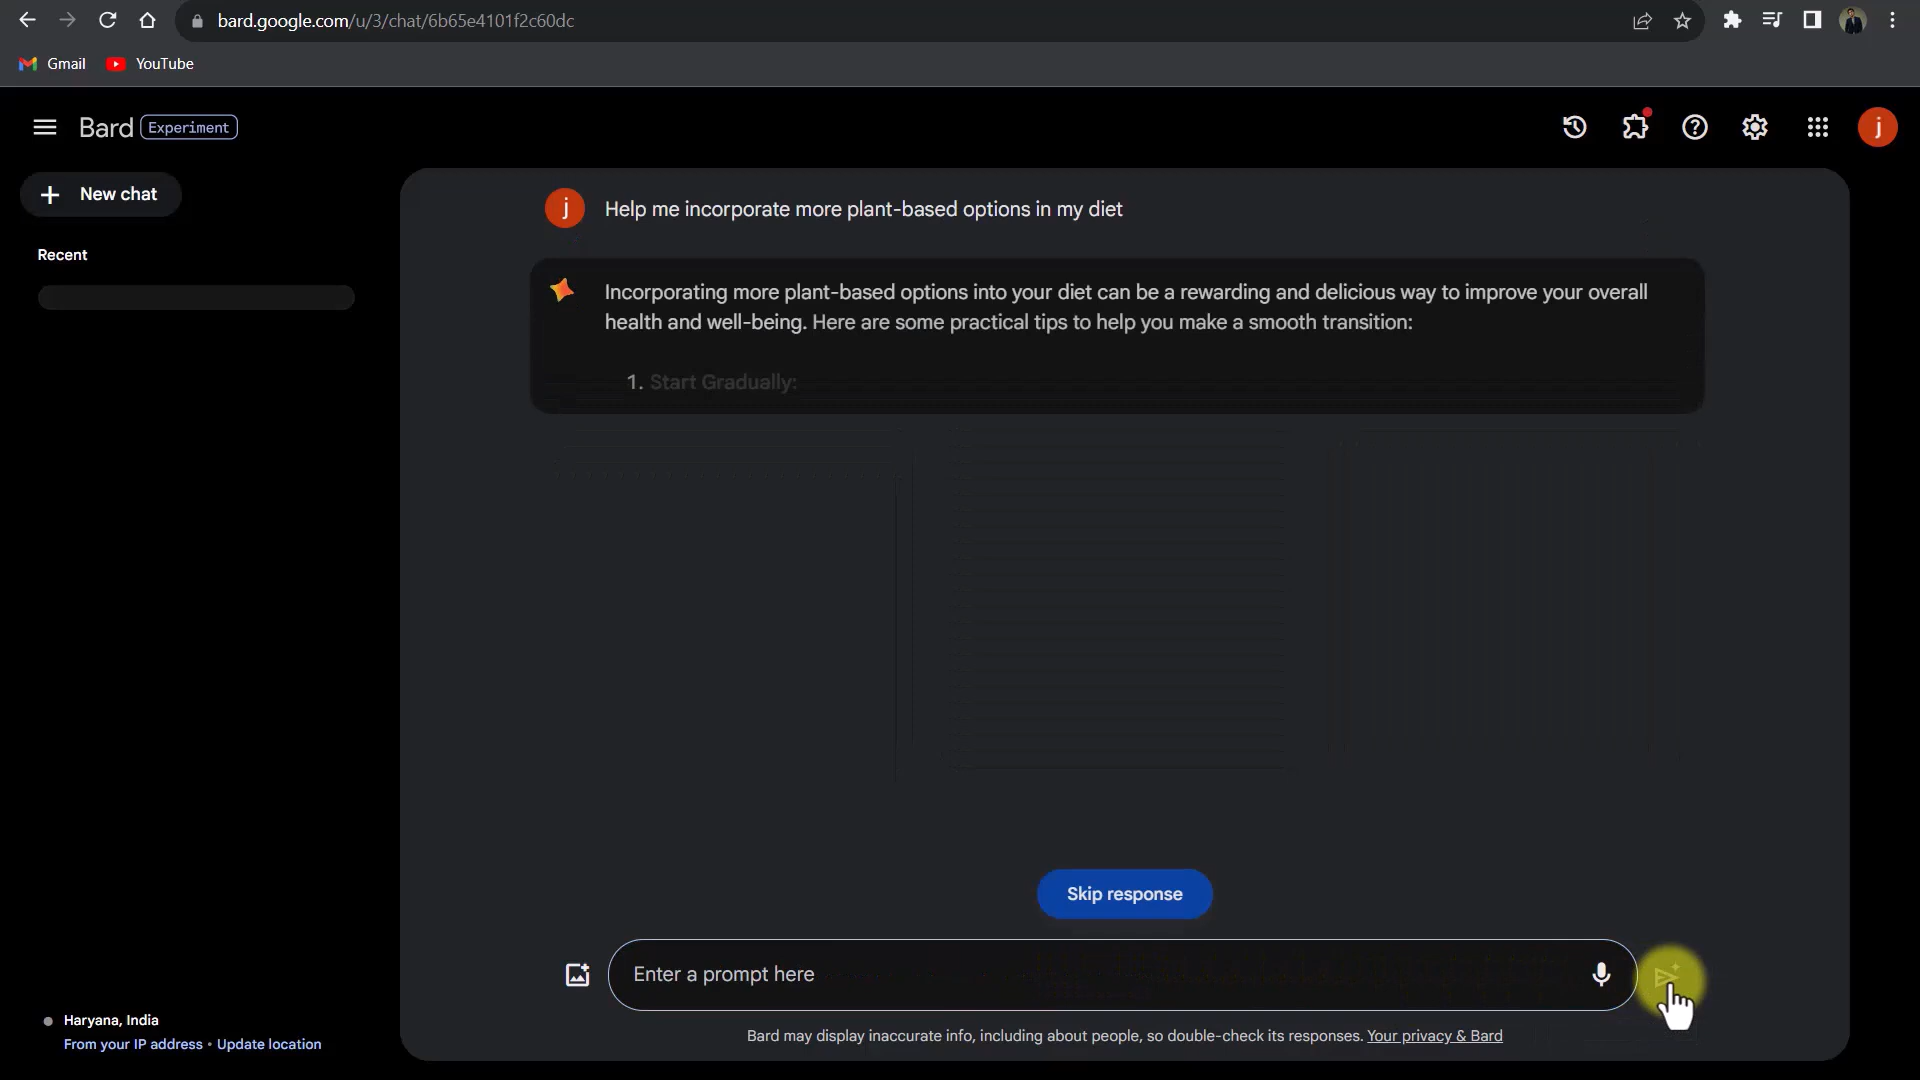 bard.google.com/u/3/chat/6b65e4101f2c60dc
Gmail YouTube
Bard Experiment
j
New chat
Recent
j Help me incorporate more plant-based options in my diet
Incorporating more plant-based options into your diet can be a rewarding and delicious way to improve your overall
health and well-being. Here are some practical tips to help you make a smooth transition:
1. Start Gradually:
Skip response
Enter a prompt here
Bard may display inaccurate info, including about people, so double-check its responses. Your privacy & Bard
Haryana, India
From your IP address • Update location